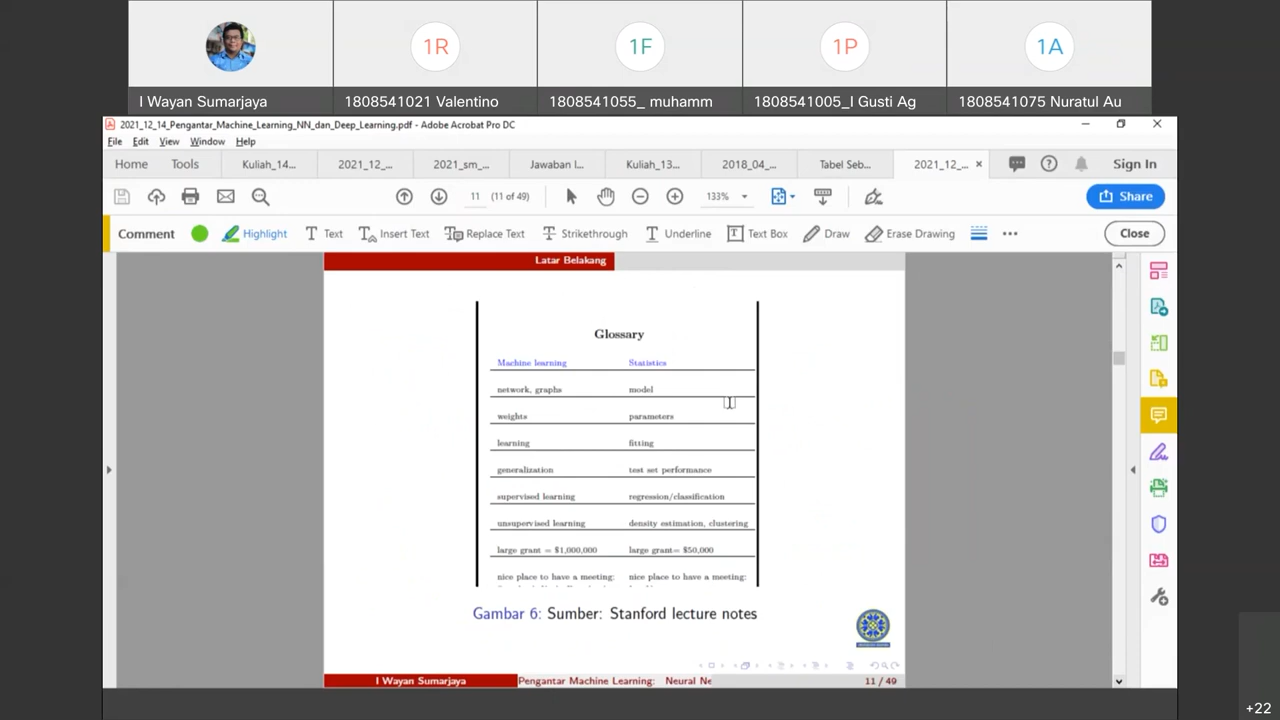 1R
1F
1P
1A
I Wayan Sumarjaya
1808541021 Valentino
1808541055_ muhamm
1808541005_I Gusti Ag
1808541075 Nuratul Au
2021_12_14_Pengantar_Machine_Learning_NN_dan_Deep_Learning.pdf - Adobe Acrobat Pro DC
File Edit View Window Help
Home Tools Kuliah_14... 2021_12_... 2021_sm_... Jawaban I... Kuliah_13... 2018_04_... Tabel Seb... 2021_12_... × Sign In
11 (11 of 49) 133% Share
Comment Highlight Text Insert Text Replace Text Strikethrough Underline Text Box Draw Erase Drawing Close
Latar Belakang
Glossary
Machine learning Statistics
network, graphs model
weights parameters
learning fitting
generalization test set performance
supervised learning regression/classification
unsupervised learning density estimation, clustering
large grant = $1,000,000 large grant= $50,000
nice place to have a meeting: nice place to have a meeting:
Gambar 6: Sumber: Stanford lecture notes
I Wayan Sumarjaya Pengantar Machine Learning: Neural Ne 11 / 49
+22